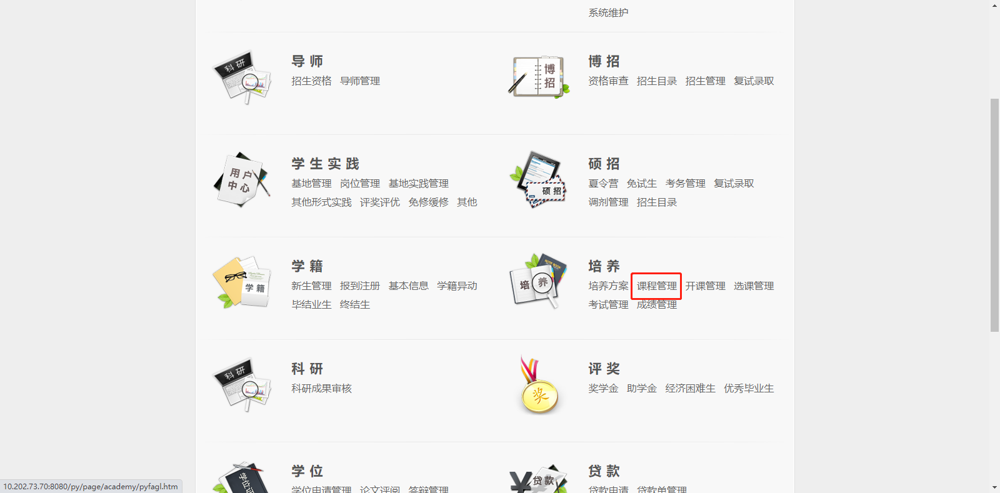 系统维护
科研
导师
招生资格 导师管理
博招
博招
资格审查 招生目录 招生管理 复试录取
用户中心
学生实践
基地管理 岗位管理 基地实践管理
其他形式实践 评奖评优 免修缓修 其他
硕招
硕招
夏令营 免试生 考务管理 复试录取
调剂管理 招生目录
学籍
学籍
新生管理 报到注册 基本信息 学籍异动
毕结业生 终结生
NOTE BOOK
培养
培养
培养方案 课程管理 开课管理 选课管理
考试管理 成绩管理
科研
科研
科研成果审核
奖
评奖
奖学金 助学金 经济困难生 优秀毕业生
学位证
学位
学位申请管理 论文评阅 答辩管理
¥
贷款
贷款
贷款申请 贷款单管理
10.202.73.70:8080/py/page/academy/pyfagl.htm